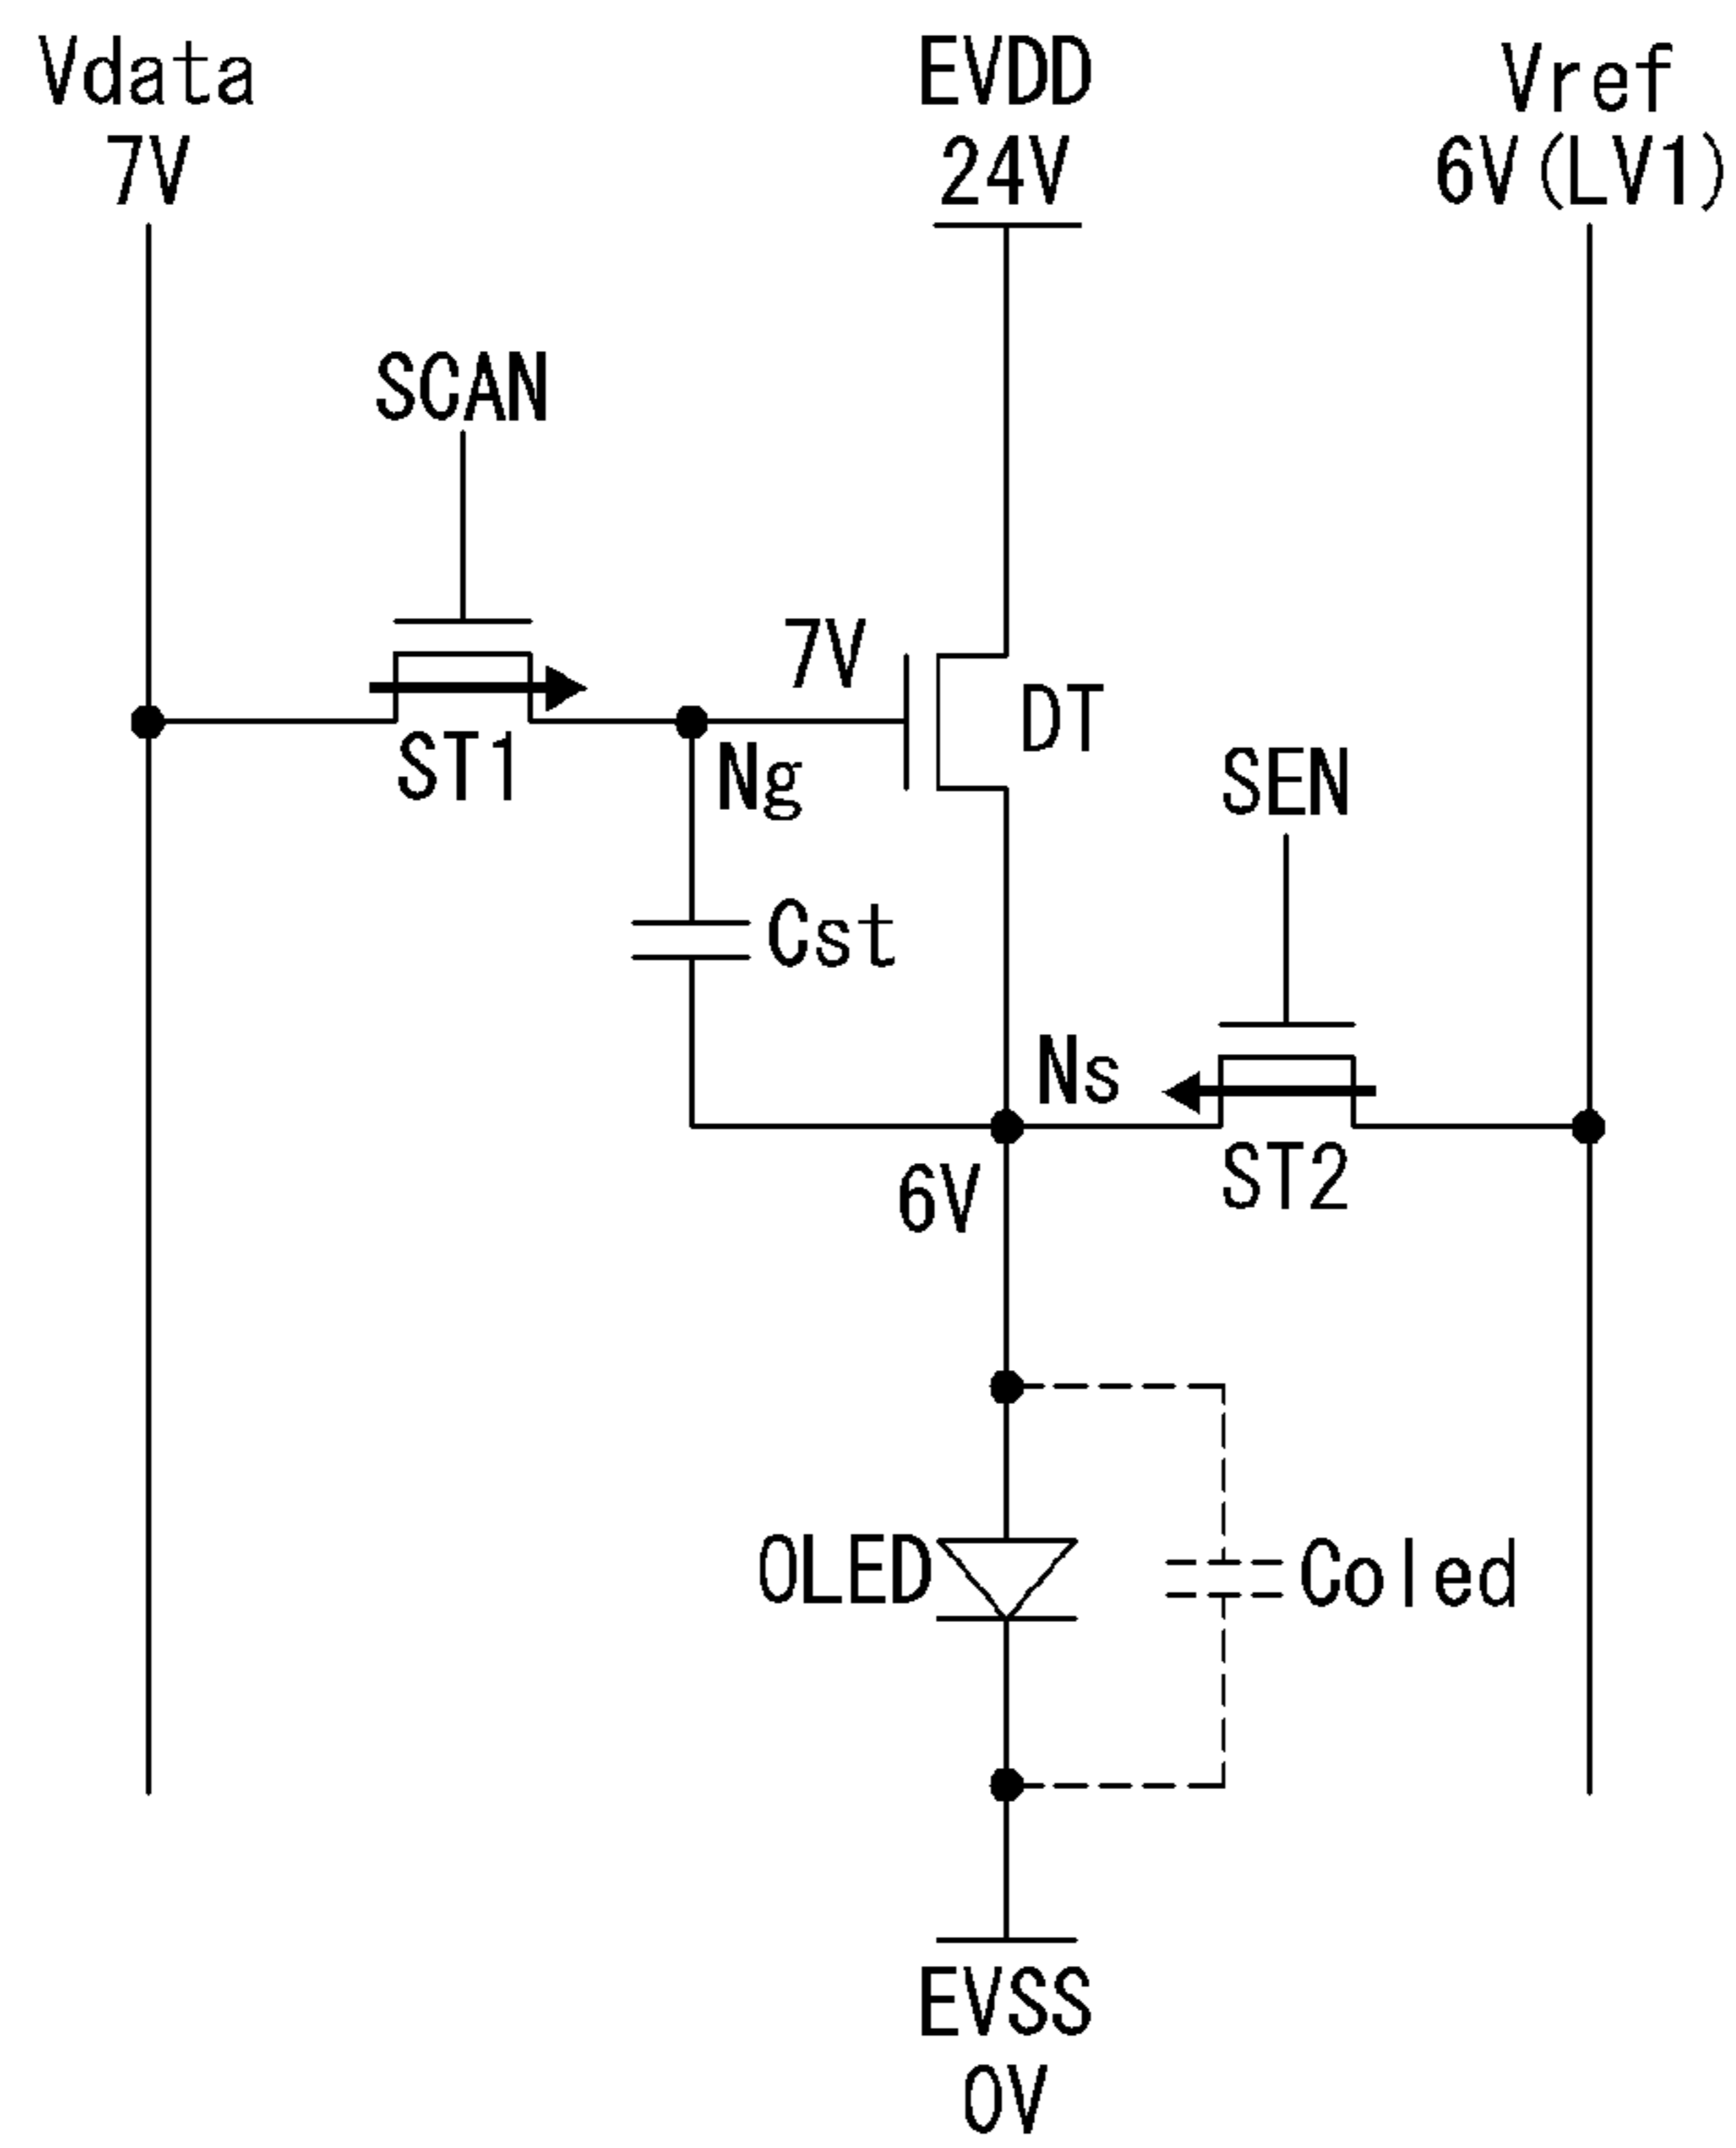 Vdata
7V
EVDD
24V
Vref
6V(LV1)
SCAN
7V
DT
ST1
Ng
SEN
Cst
Ns
ST2
6V
OLED
Coled
EVSS
0V